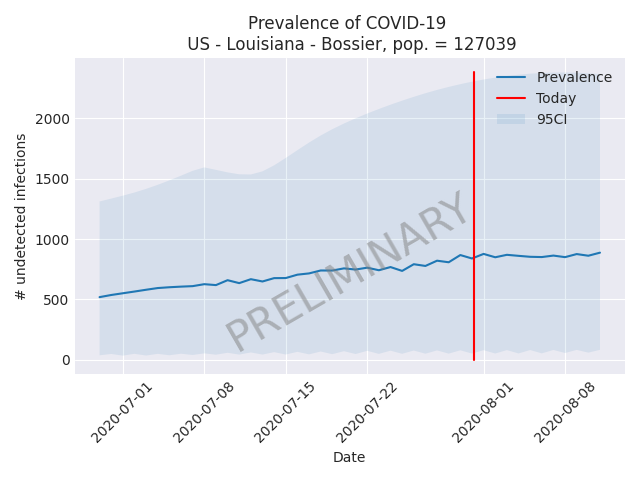 Prevalence of COVID-19
US - Louisiana - Bossier, pop. = 127039
Prevalence
Today
95CI
2000
1500
1000
500
0
# undetected infections
PRELIMINARY
2020-07-01
2020-07-08
2020-07-15
2020-07-22
2020-08-01
2020-08-08
Date